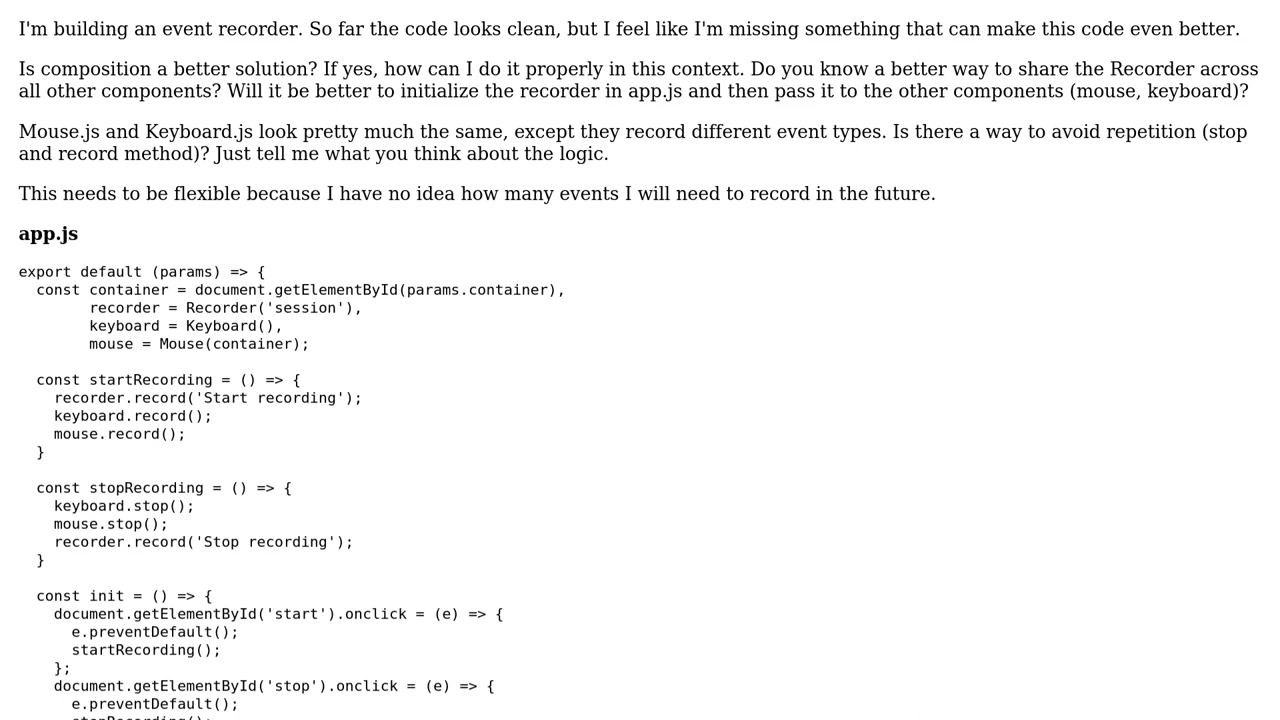 I'm building an event recorder. So far the code looks clean, but I feel like I'm missing something that can make this code even better.
Is composition a better solution? If yes, how can I do it properly in this context. Do you know a better way to share the Recorder across
all other components? Will it be better to initialize the recorder in app.js and then pass it to the other components (mouse, keyboard)?
Mouse.js and Keyboard.js look pretty much the same, except they record different event types. Is there a way to avoid repetition (stop
and record method)? Just tell me what you think about the logic.
This needs to be flexible because I have no idea how many events I will need to record in the future.
app.js
export default (params) => {
  const container = document.getElementById(params.container),
        recorder = Recorder('session'),
        keyboard = Keyboard(),
        mouse = Mouse(container);
  const startRecording = () => {
    recorder.record('Start recording');
    keyboard.record();
    mouse.record();
  }
  const stopRecording = () => {
    keyboard.stop();
    mouse.stop();
    recorder.record('Stop recording');
  }
  const init = () => {
    document.getElementById('start').onclick = (e) => {
      e.preventDefault();
      startRecording();
    };
    document.getElementById('stop').onclick = (e) => {
      e.preventDefault();